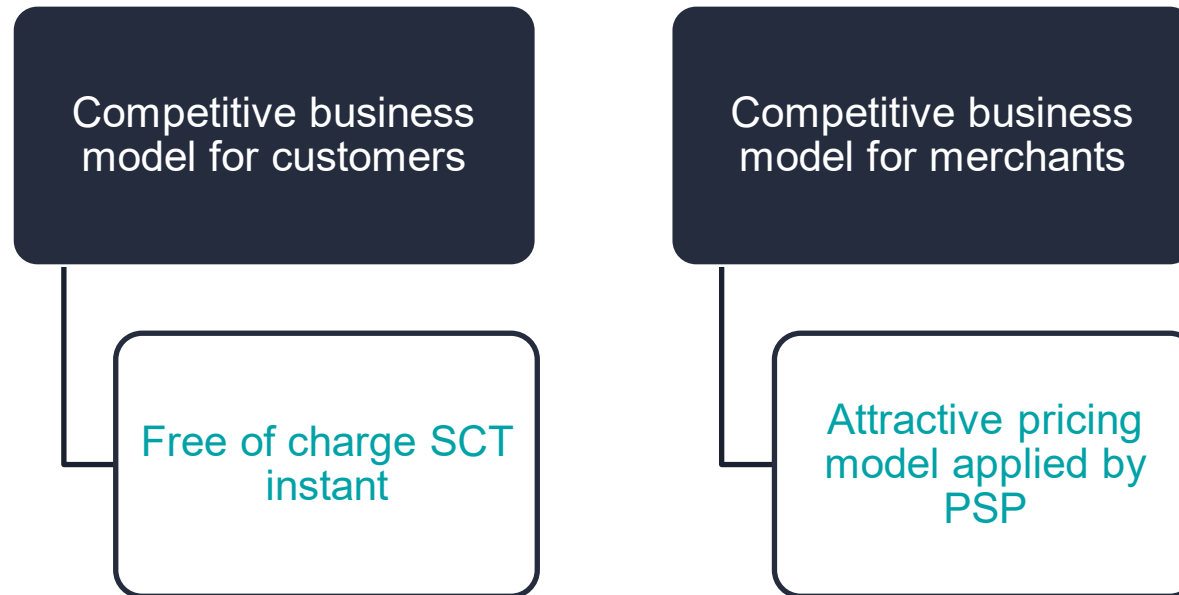 Competitive business
model for customers
Competitive business
model for merchants
Free of charge SCT
instant
Attractive pricing
model applied by
PSP